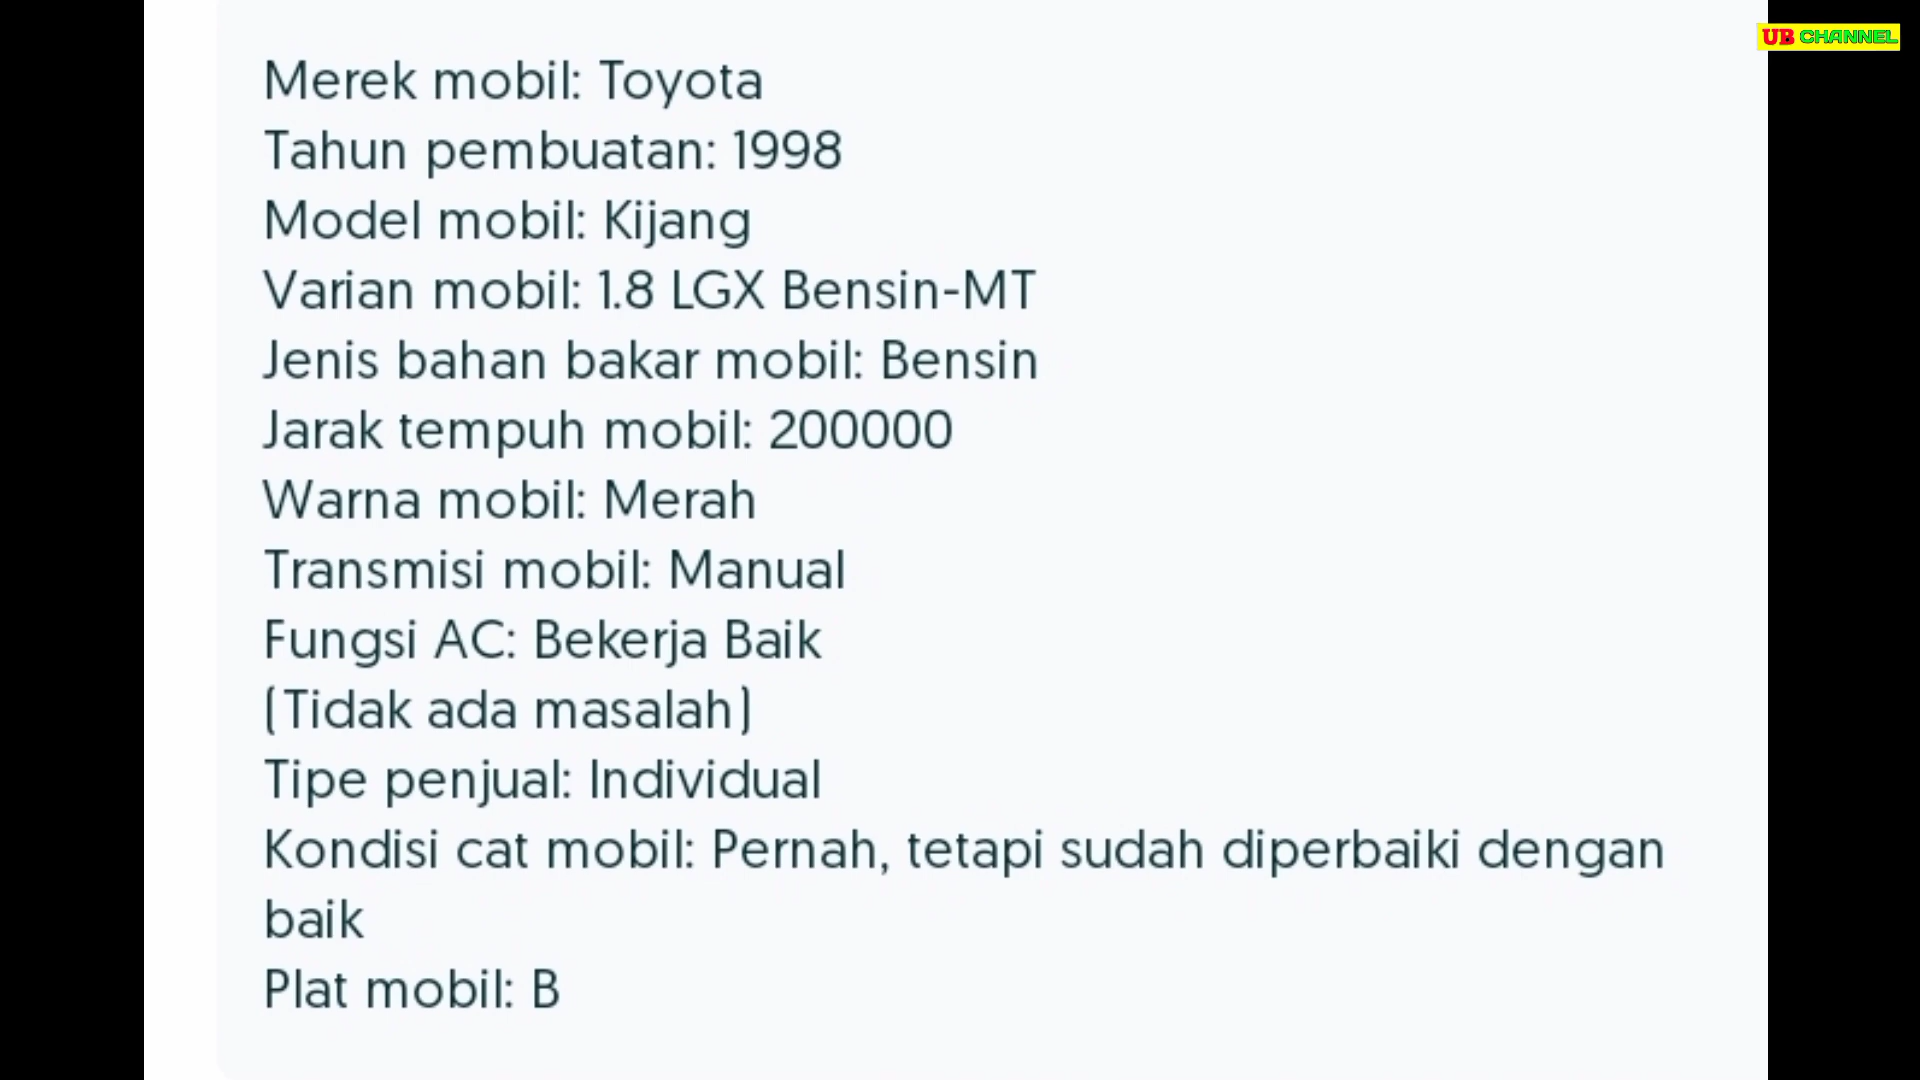 UB CHANNEL
Merek mobil: Toyota
Tahun pembuatan: 1998
Model mobil: Kijang
Varian mobil: 1.8 LGX Bensin-MT
Jenis bahan bakar mobil: Bensin
Jarak tempuh mobil: 200000
Warna mobil: Merah
Transmisi mobil: Manual
Fungsi AC: Bekerja Baik
(Tidak ada masalah)
Tipe penjual: Individual
Kondisi cat mobil: Pernah, tetapi sudah diperbaiki dengan
baik
Plat mobil: B